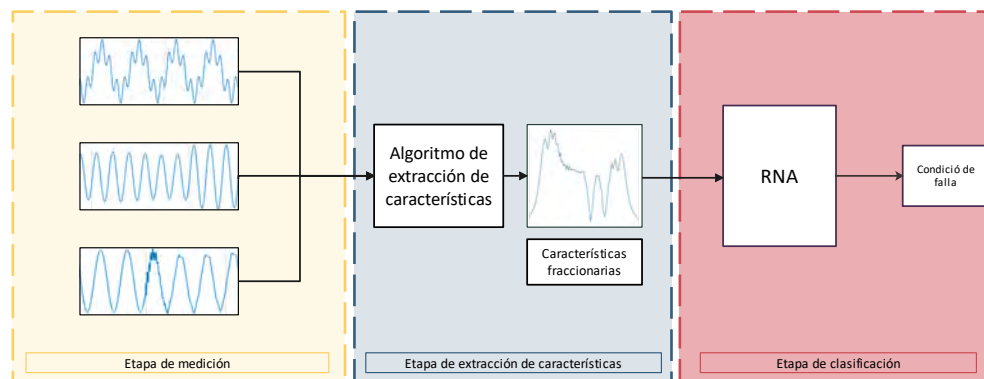 Algoritmo de
extracción de
características
Características
fraccionarias
RNA
Condició de
falla
Etapa de medición
Etapa de extracción de características
Etapa de clasificación